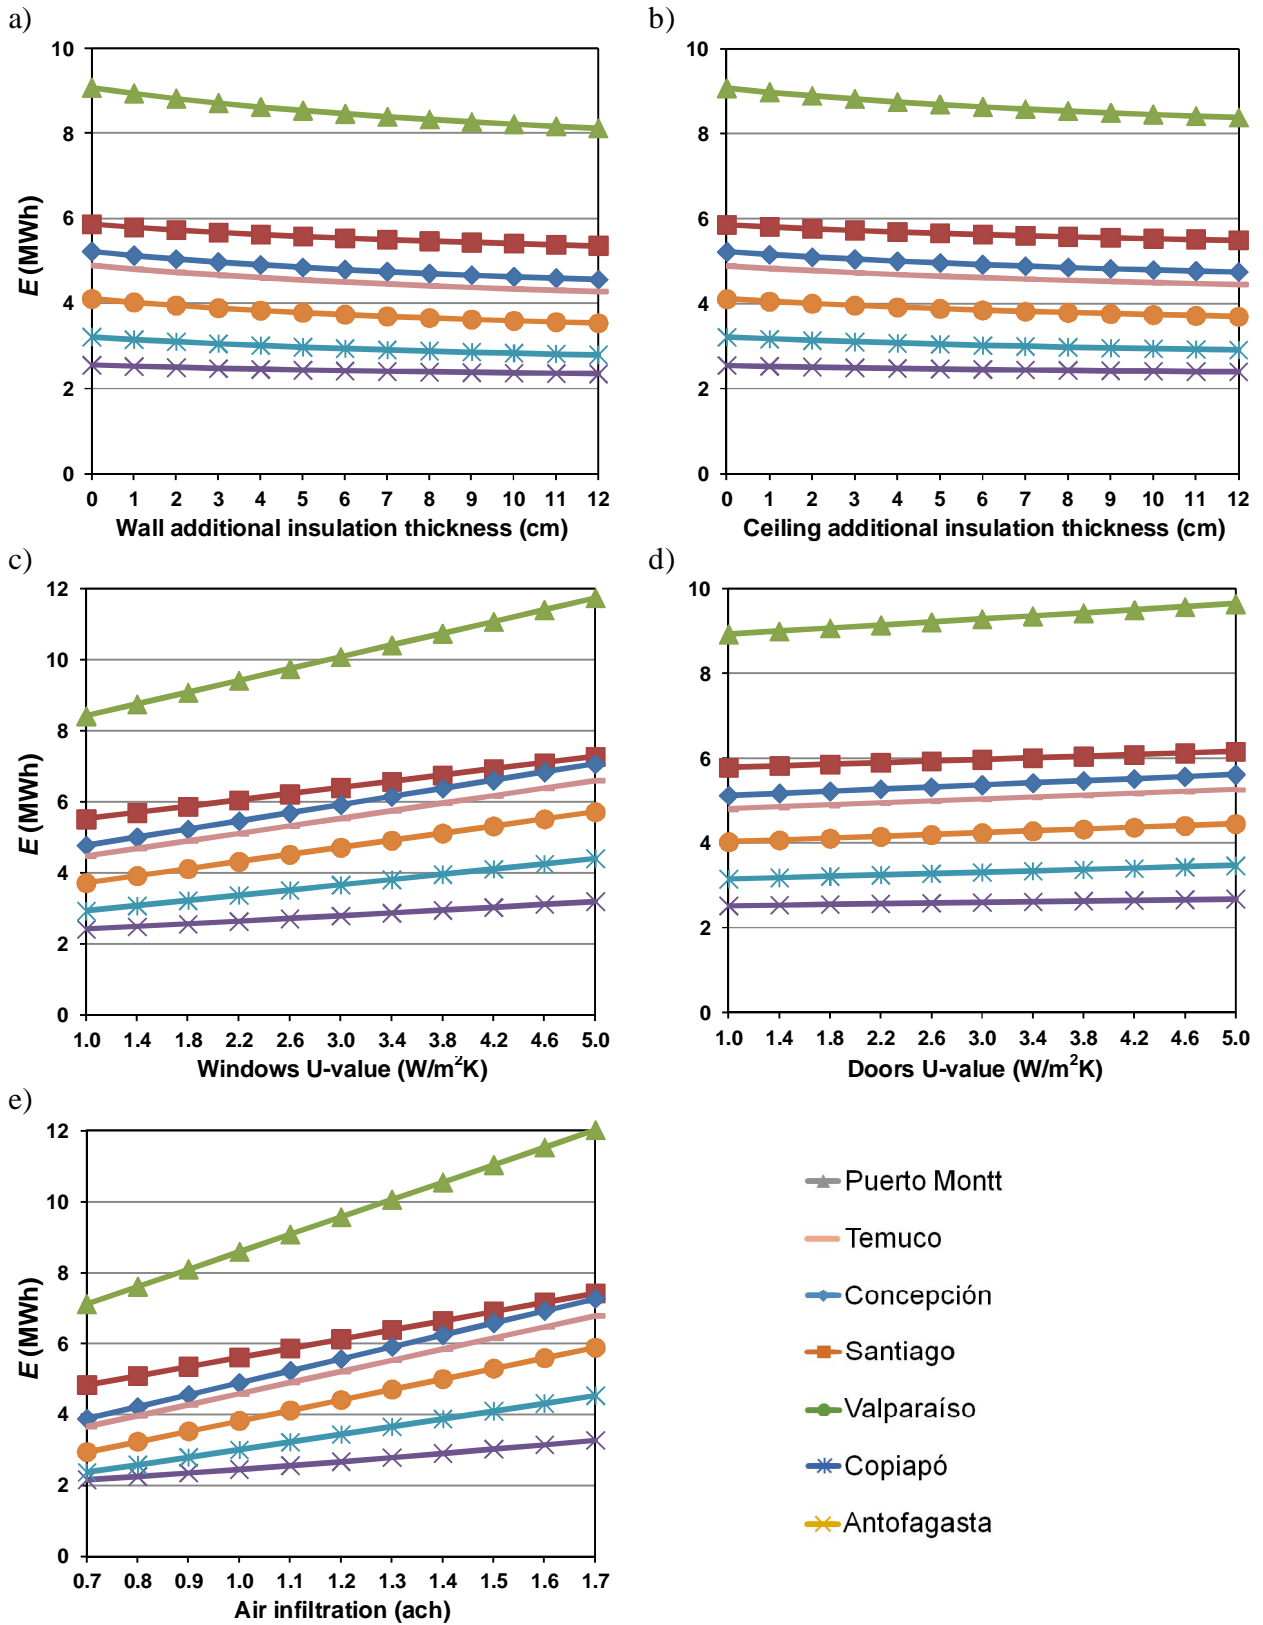 a)
10
8
6
4
2
0
E (MWh)
0 1 2 3 4 5 6 7 8 9 10 11 12
Wall additional insulation thickness (cm)
b)
10
8
6
4
2
0
0 1 2 3 4 5 6 7 8 9 10 11 12
Ceiling additional insulation thickness (cm)
c)
12
10
8
6
4
2
0
E (MWh)
1.0 1.4 1.8 2.2 2.6 3.0 3.4 3.8 4.2 4.6 5.0
Windows U-value (W/m²K)
d)
10
8
6
4
2
0
1.0 1.4 1.8 2.2 2.6 3.0 3.4 3.8 4.2 4.6 5.0
Doors U-value (W/m²K)
e)
12
10
8
6
4
2
0
E (MWh)
0.7 0.8 0.9 1.0 1.1 1.2 1.3 1.4 1.5 1.6 1.7
Air infiltration (ach)
Puerto Montt
Temuco
Concepción
Santiago
Valparaíso
Copiapó
Antofagasta